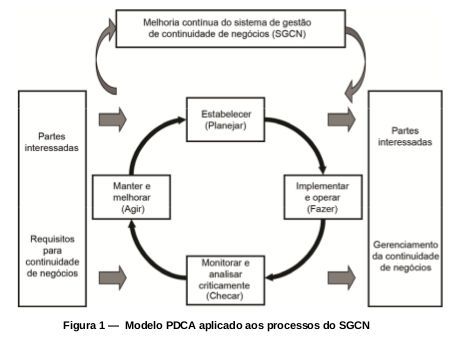 Melhoria contínua do sistema de gestão
de continuidade de negócios (SGCN)
Estabelecer
(Planejar)
Partes
interessadas
Partes
interessadas
Manter e
melhorar
(Agir)
Implementar
e operar
(Fazer)
Requisitos
para
continuidade
de negócios
Gerenciamento
da continuidade
de negócios
Monitorar e
analisar
criticamente
(Checar)
Figura 1 — Modelo PDCA aplicado aos processos do SGCN